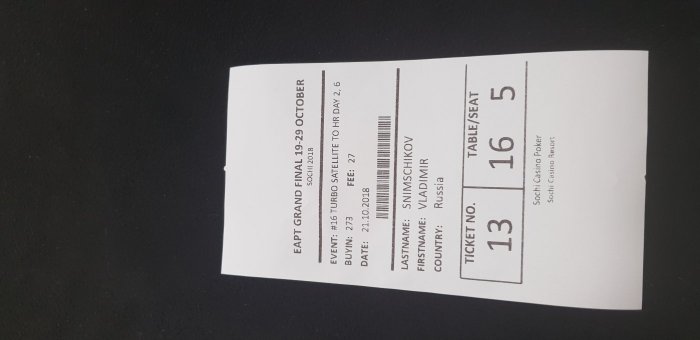 EAPT GRAND FINAL 19-29 OCTOBER
SOCHI 2018
EVENT: #16 TURBO SATELLITE TO HR DAY 2, 6
BUYIN: 273 FEE: 27
DATE: 21.10.2018
LASTNAME: SNIMSCHIKOV
FIRSTNAME: VLADIMIR
COUNTRY: Russia
TICKET NO. TABLE/SEAT
13 16 5
Sochi Casino Poker
Sochi Casino Resort